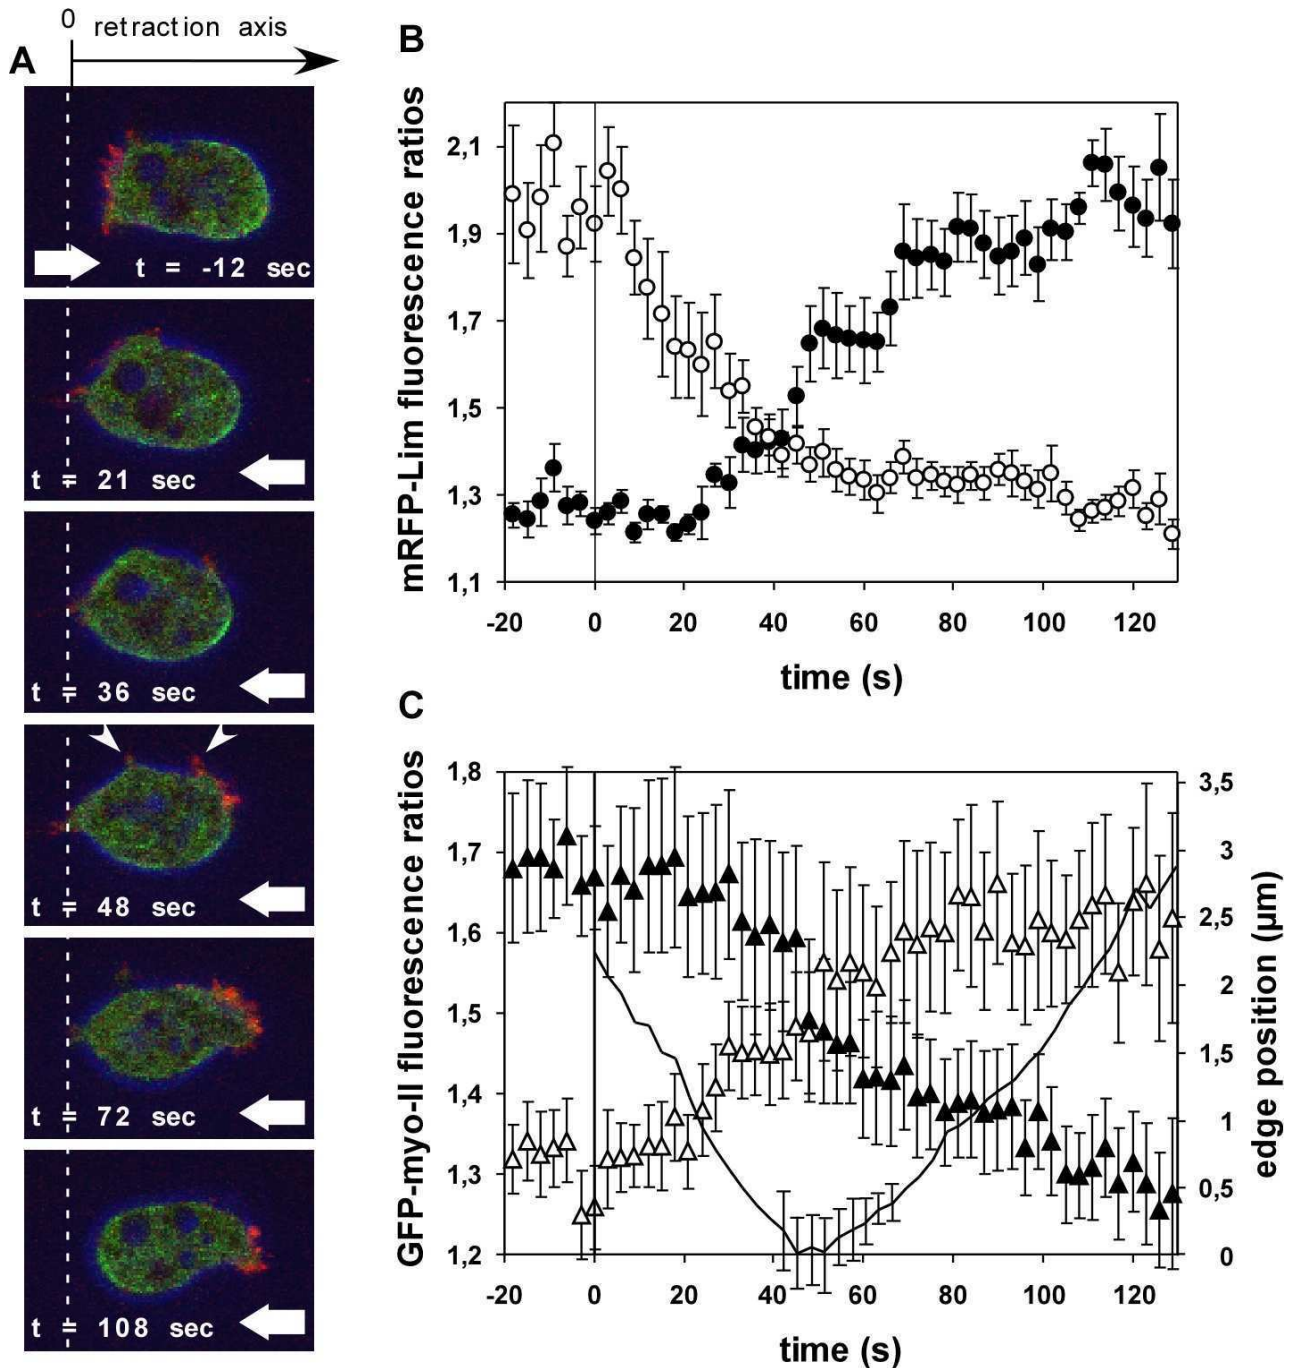 0
retraction axis
A
t = -12 sec
t = 21 sec
t = 36 sec
t = 48 sec
t = 72 sec
t = 108 sec
B
mRFP-Lim fluorescence ratios
2,1
1,9
1,7
1,5
1,3
1,1
-20 0 20 40 60 80 100 120
time (s)
C
GFP-myo-II fluorescence ratios
1,8
1,7
1,6
1,5
1,4
1,3
1,2
3,5
3
2,5
2
1,5
1
0,5
0
edge position (µm)
-20 0 20 40 60 80 100 120
time (s)